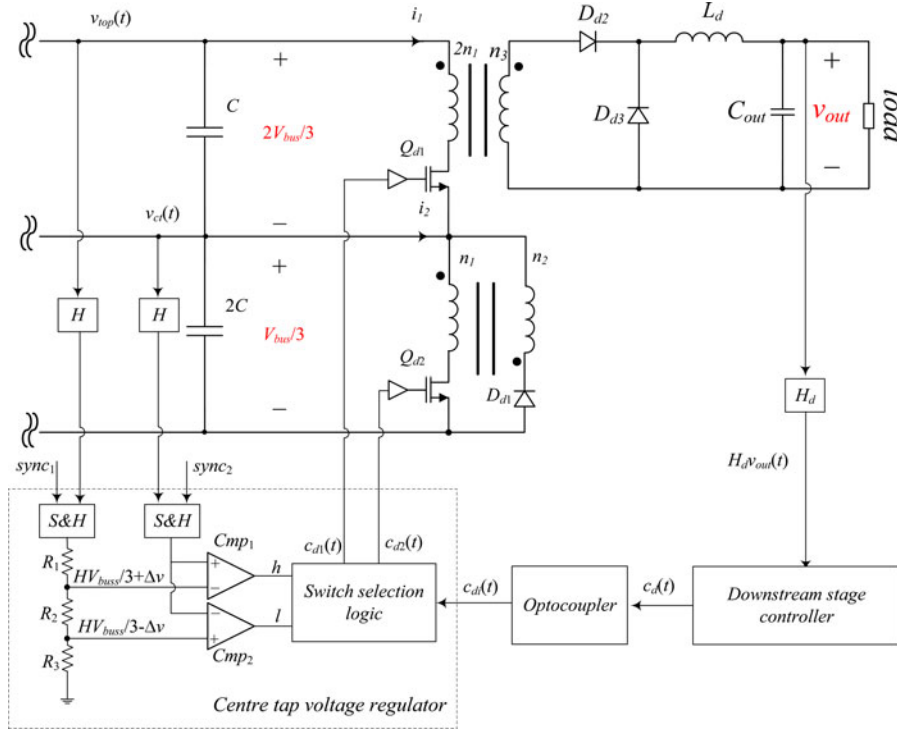 v_top(t)
i_1
2n_1
n_3
D_d2
L_d
+
C
2V_bus/3
Q_d1
D_d3
C_out
+
v_out
−
load
v_ct(t)
−
i_2
+
n_1
n_2
H
H
2C
V_bus/3
Q_d2
D_d1
−
H_d
sync_1
sync_2
H_dv_out(t)
S&H
S&H
R_1
Cmp_1
c_d1(t)
c_d2(t)
+
h
HV_buss/3+Δv
−
Switch selection
logic
c_di(t)
Optocoupler
c_d(t)
Downstream stage
controller
R_2
−
l
HV_buss/3-Δv
+
Cmp_2
R_3
Centre tap voltage regulator